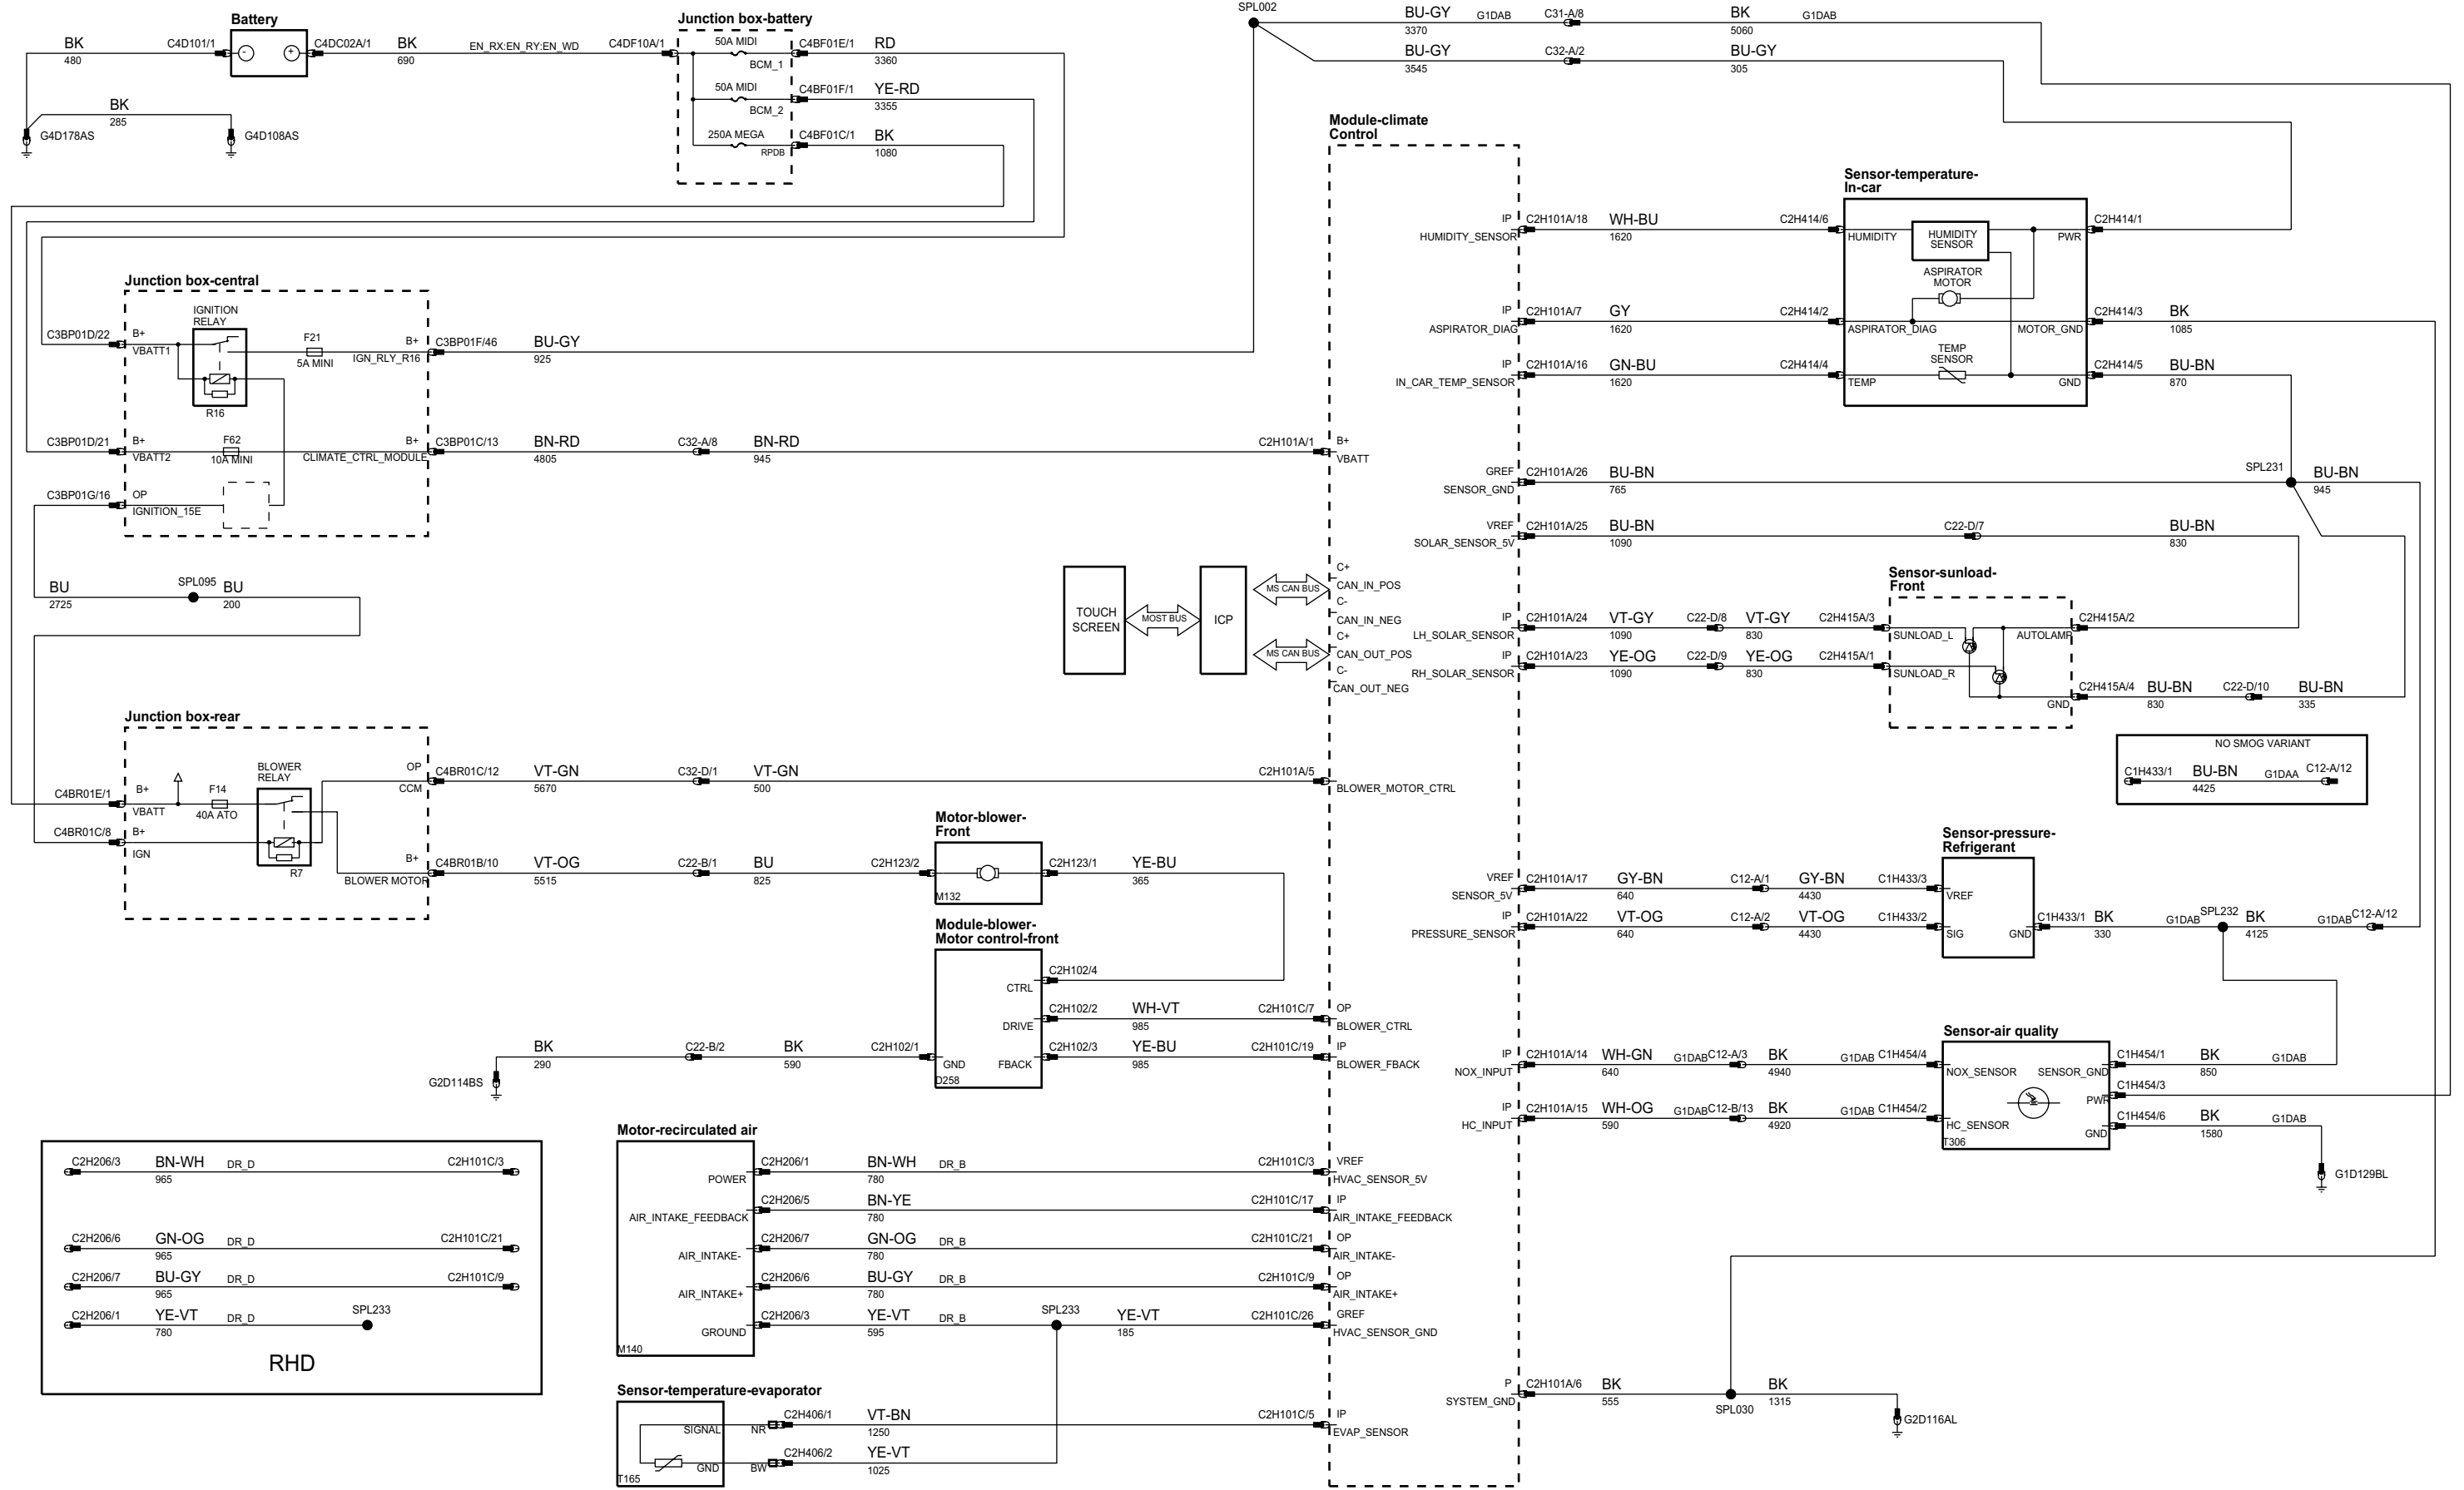 SPL002
BU-GY
3370
G1DAB
C31-A/8
BK
5060
G1DAB
BU-GY
3545
C32-A/2
BU-GY
305
Battery
BK
480
C4D101/1
-
+
C4DC02A/1
BK
690
EN_RX:EN_RY:EN_WD
C4DF10A/1
BK
285
G4D178AS
G4D108AS
Junction box-battery
50A MIDI
BCM_1
C4BF01E/1
RD
3360
50A MIDI
BCM_2
C4BF01F/1
YE-RD
3355
250A MEGA
RPDB
C4BF01C/1
BK
1080
Junction box-central
IGNITION
RELAY
C3BP01D/22
B+
VBATT1
R16
F21
5A MINI
B+
IGN_RLY_R16
C3BP01F/46
BU-GY
925
C3BP01D/21
B+
VBATT2
F62
10A MINI
B+
CLIMATE_CTRL_MODULE
C3BP01C/13
BN-RD
4805
C32-A/8
BN-RD
945
C2H101A/1
B+
VBATT
C3BP01G/16
OP
IGNITION_15E
BU
2725
SPL095
BU
200
Junction box-rear
BLOWER
RELAY
C4BR01E/1
B+
VBATT
F14
40A ATO
C4BR01C/8
B+
IGN
R7
OP
CCM
C4BR01C/12
VT-GN
5670
C32-D/1
VT-GN
500
C2H101A/5
BLOWER_MOTOR_CTRL
B+
BLOWER MOTOR
C4BR01B/10
VT-OG
5515
C22-B/1
BU
825
C2H123/2
Motor-blower-
Front
M132
C2H123/1
YE-BU
365
Module-blower-
Motor control-front
CTRL
C2H102/4
DRIVE
C2H102/2
WH-VT
985
C2H101C/7
OP
BLOWER_CTRL
G2D114BS
BK
290
C22-B/2
BK
590
C2H102/1
GND
D258
FBACK
C2H102/3
YE-BU
985
C2H101C/19
IP
BLOWER_FBACK
TOUCH
SCREEN
MOST BUS
ICP
MS CAN BUS
MS CAN BUS
C+
CAN_IN_POS
C-
CAN_IN_NEG
C+
CAN_OUT_POS
C-
CAN_OUT_NEG
Module-climate
Control
IP
HUMIDITY_SENSOR
C2H101A/18
WH-BU
1620
C2H414/6
IP
ASPIRATOR_DIAG
C2H101A/7
GY
1620
C2H414/2
IP
IN_CAR_TEMP_SENSOR
C2H101A/16
GN-BU
1620
C2H414/4
Sensor-temperature-
In-car
HUMIDITY
HUMIDITY
SENSOR
PWR
C2H414/1
ASPIRATOR
MOTOR
ASPIRATOR_DIAG
MOTOR_GND
C2H414/3
BK
1085
TEMP
SENSOR
TEMP
GND
C2H414/5
BU-BN
870
GREF
SENSOR_GND
C2H101A/26
BU-BN
765
SPL231
BU-BN
945
VREF
SOLAR_SENSOR_5V
C2H101A/25
BU-BN
1090
C22-D/7
BU-BN
830
Sensor-sunload-
Front
IP
LH_SOLAR_SENSOR
C2H101A/24
VT-GY
1090
C22-D/8
VT-GY
830
C2H415A/3
SUNLOAD_L
AUTOLAMP
C2H415A/2
IP
RH_SOLAR_SENSOR
C2H101A/23
YE-OG
1090
C22-D/9
YE-OG
830
C2H415A/1
SUNLOAD_R
GND
C2H415A/4
BU-BN
830
C22-D/10
BU-BN
335
NO SMOG VARIANT
C1H433/1
BU-BN
4425
G1DAA
C12-A/12
Sensor-pressure-
Refrigerant
VREF
SENSOR_5V
C2H101A/17
GY-BN
640
C12-A/1
GY-BN
4430
C1H433/3
VREF
IP
PRESSURE_SENSOR
C2H101A/22
VT-OG
640
C12-A/2
VT-OG
4430
C1H433/2
SIG
GND
C1H433/1
BK
330
G1DAB
SPL232
BK
4125
G1DAB
C12-A/12
Sensor-air quality
IP
NOX_INPUT
C2H101A/14
WH-GN
640
G1DAB
C12-A/3
BK
4940
G1DAB
C1H454/4
NOX_SENSOR
SENSOR_GND
C1H454/1
BK
850
G1DAB
PWR
C1H454/3
IP
HC_INPUT
C2H101A/15
WH-OG
590
G1DAB
C12-B/13
BK
4920
G1DAB
C1H454/2
HC_SENSOR
T306
GND
C1H454/6
BK
1580
G1DAB
G1D129BL
C2H206/3
BN-WH
965
DR_D
C2H101C/3
C2H206/6
GN-OG
965
DR_D
C2H101C/21
C2H206/7
BU-GY
965
DR_D
C2H101C/9
C2H206/1
YE-VT
780
DR_D
SPL233
RHD
Motor-recirculated air
POWER
C2H206/1
BN-WH
780
DR_B
C2H101C/3
VREF
HVAC_SENSOR_5V
AIR_INTAKE_FEEDBACK
C2H206/5
BN-YE
780
C2H101C/17
IP
AIR_INTAKE_FEEDBACK
AIR_INTAKE-
C2H206/7
GN-OG
780
DR_B
C2H101C/21
OP
AIR_INTAKE-
AIR_INTAKE+
C2H206/6
BU-GY
780
DR_B
C2H101C/9
OP
AIR_INTAKE+
GROUND
M140
C2H206/3
YE-VT
595
DR_B
SPL233
YE-VT
185
C2H101C/26
GREF
HVAC_SENSOR_GND
Sensor-temperature-evaporator
SIGNAL
NR
C2H406/1
VT-BN
1250
C2H101C/5
IP
EVAP_SENSOR
GND
BW
C2H406/2
YE-VT
1025
T165
P
SYSTEM_GND
C2H101A/6
BK
555
SPL030
BK
1315
G2D116AL